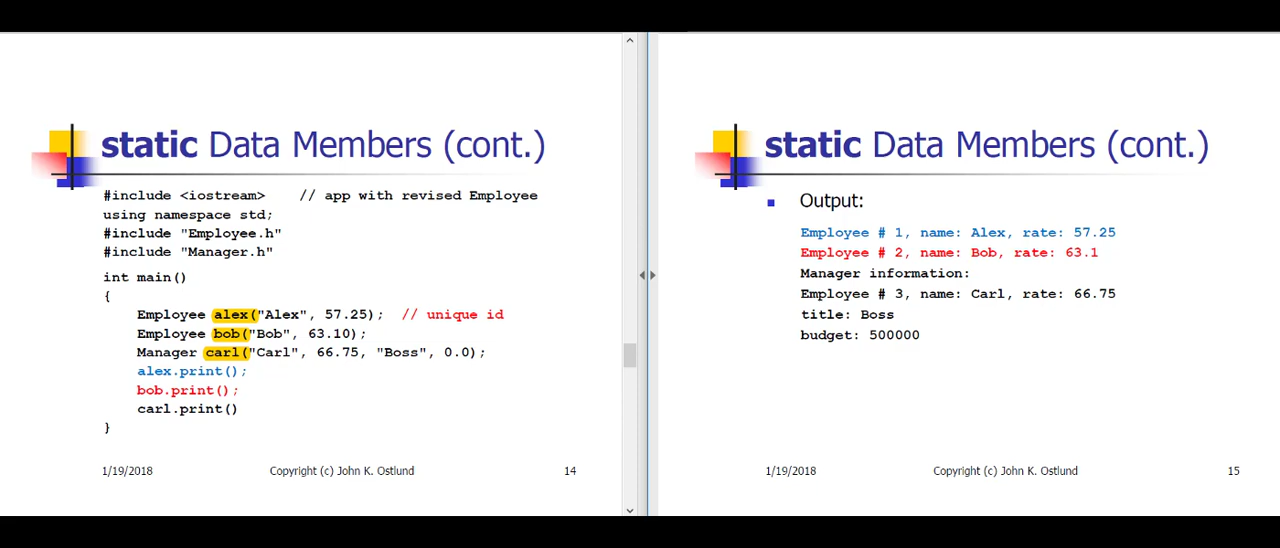 static Data Members (cont.)
#include <iostream>    // app with revised Employee
using namespace std;
#include "Employee.h"
#include "Manager.h"
int main()
{
    Employee alex("Alex", 57.25);  // unique id
    Employee bob("Bob", 63.10);
    Manager carl("Carl", 66.75, "Boss", 0.0);
    alex.print();
    bob.print();
    carl.print()
}
1/19/2018    Copyright (c) John K. Ostlund    14
static Data Members (cont.)
Output:
Employee # 1, name: Alex, rate: 57.25
Employee # 2, name: Bob, rate: 63.1
Manager information:
Employee # 3, name: Carl, rate: 66.75
title: Boss
budget: 500000
1/19/2018    Copyright (c) John K. Ostlund    15